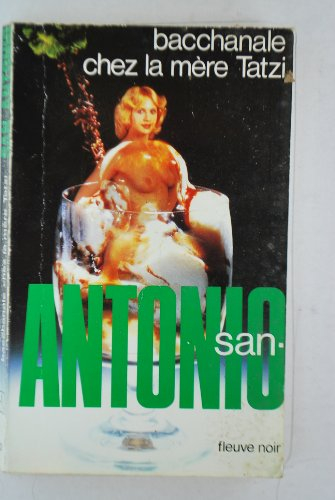 bacchanale
chez la mère Tatzi
san-
ANTONIO
fleuve noir